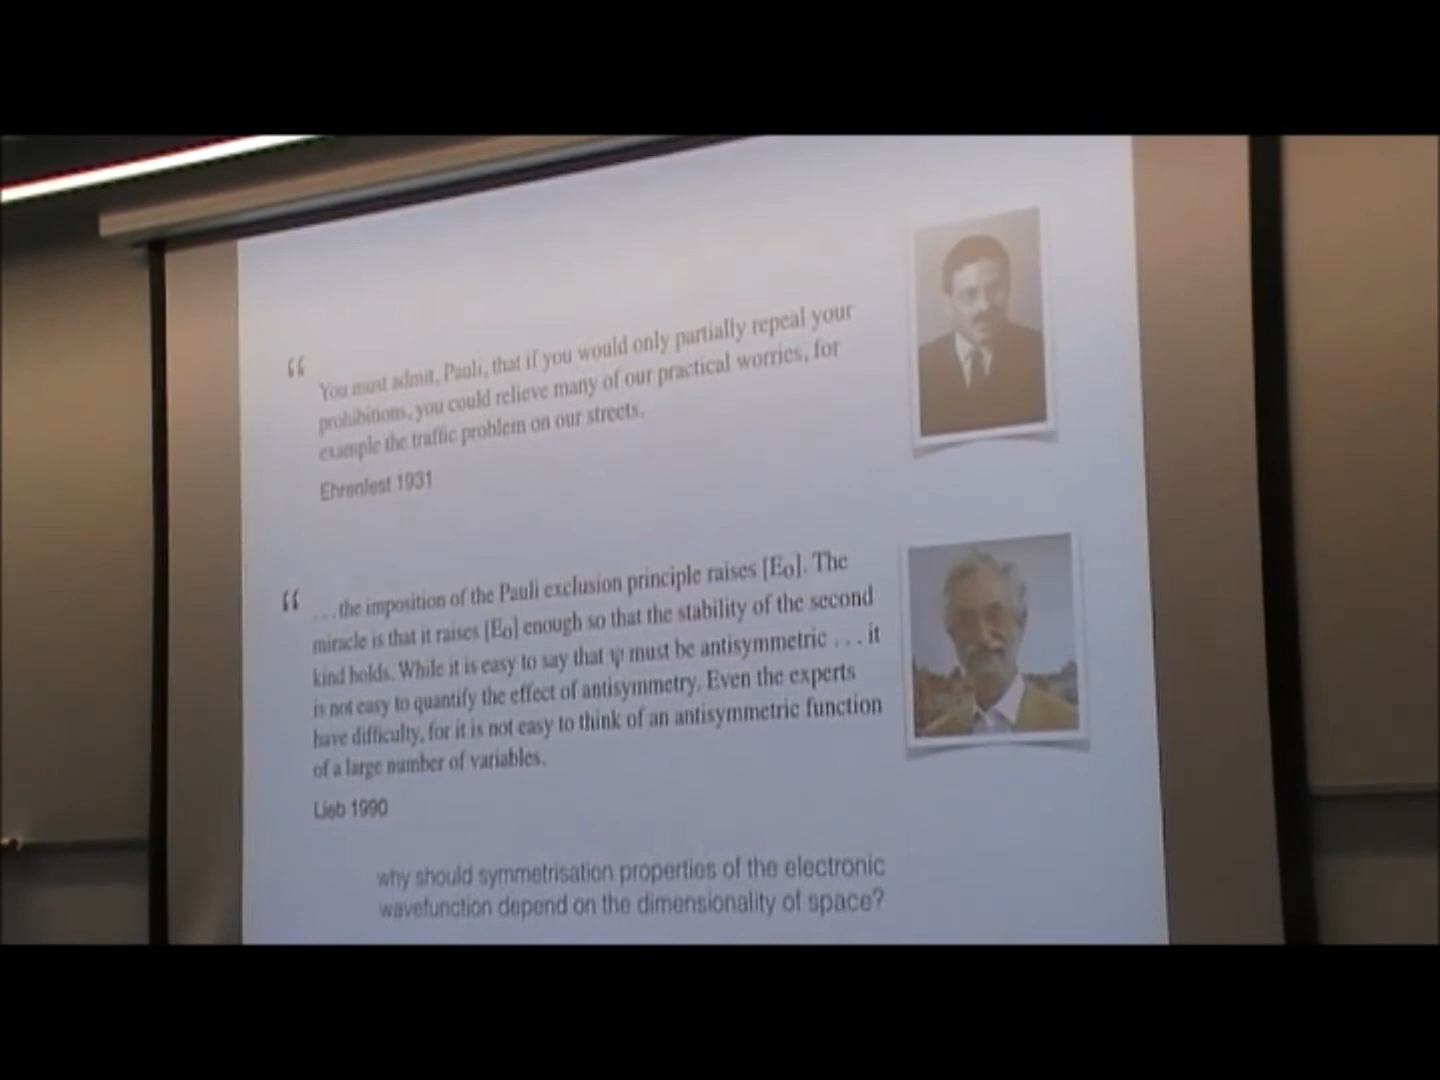 “
You must admit, Pauli, that if you would only partially repeal your
prohibitions, you could relieve many of our practical worries, for
example the traffic problem on our streets.
Ehrenfest 1931
“
. . . the imposition of the Pauli exclusion principle raises [E₀]. The
miracle is that it raises [E₀] enough so that the stability of the second
kind holds. While it is easy to say that ψ must be antisymmetric . . . it
is not easy to quantify the effect of antisymmetry. Even the experts
have difficulty, for it is not easy to think of an antisymmetric function
of a large number of variables.
Lieb 1990
why should symmetrisation properties of the electronic
wavefunction depend on the dimensionality of space?